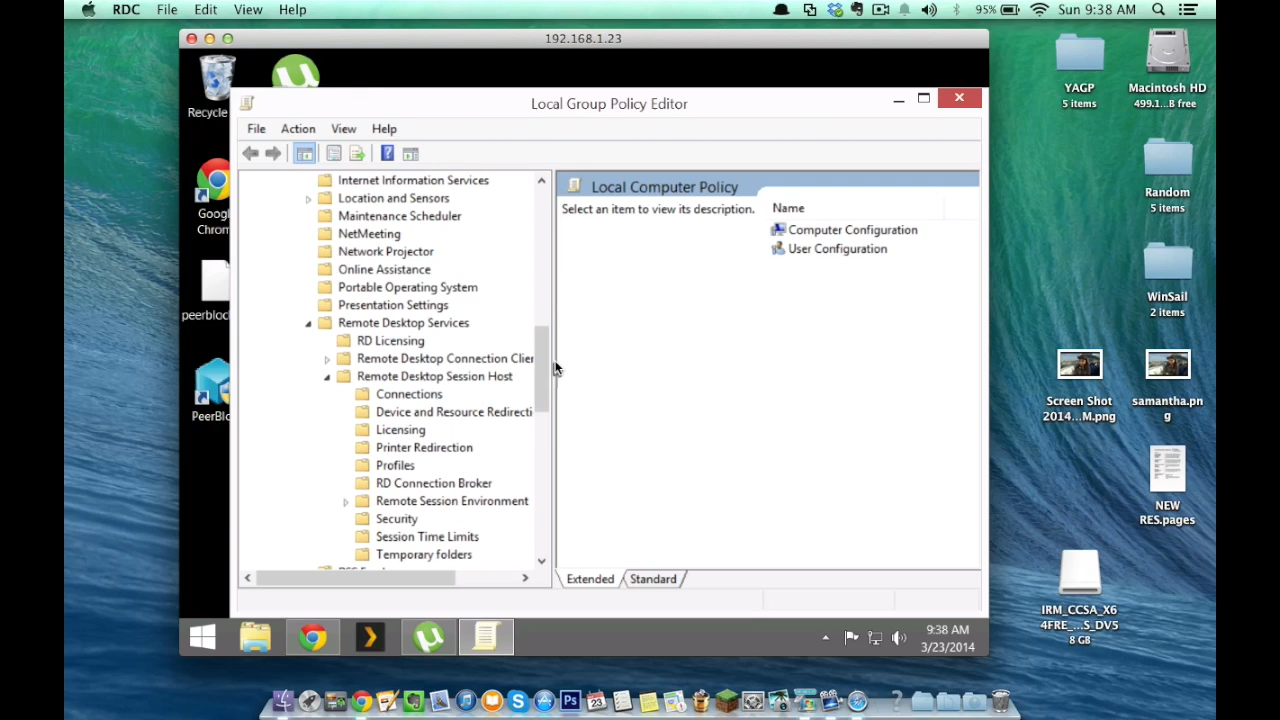 RDC File Edit View Help 95% Sun 9:38 AM
192.168.1.23
Recycle
Local Group Policy Editor
File Action View Help
Internet Information Services
Location and Sensors
Maintenance Scheduler
NetMeeting
Network Projector
Online Assistance
Portable Operating System
Presentation Settings
Remote Desktop Services
RD Licensing
Remote Desktop Connection Clier
Remote Desktop Session Host
Connections
Device and Resource Redirecti
Licensing
Printer Redirection
Profiles
RD Connection Broker
Remote Session Environment
Security
Session Time Limits
Temporary folders
Local Computer Policy
Select an item to view its description.
Name
Computer Configuration
User Configuration
Extended Standard
Google
Chrom
peerblock
PeerBlo
9:38 AM
3/23/2014
YAGP
5 items
Macintosh HD
499.1...B free
Random
5 items
WinSail
2 items
Screen Shot
2014...M.png
samantha.pn
g
NEW
RES.pages
IRM_CCSA_X6
4FRE_...S_DV5
8 GB